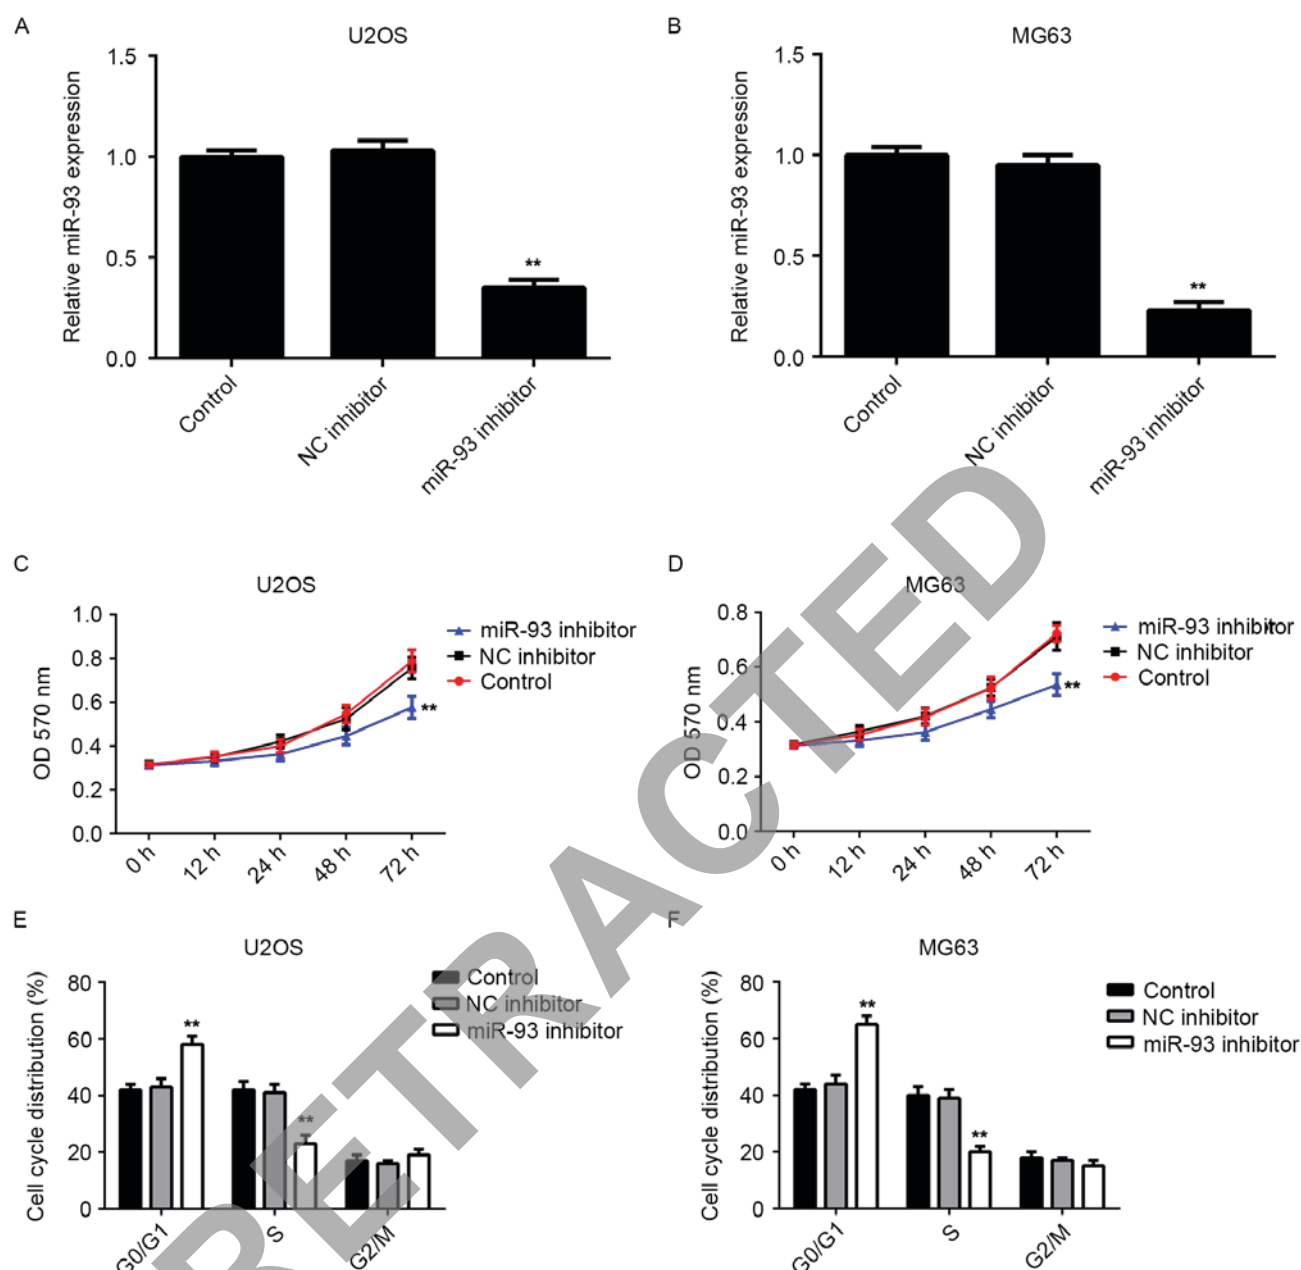 A
U2OS
Relative miR-93 expression
1.5
1.0
0.5
0.0
**
Control
NC inhibitor
miR-93 inhibitor
B
MG63
Relative miR-93 expression
1.5
1.0
0.5
0.0
**
Control
NC inhibitor
miR-93 inhibitor
C
U2OS
OD 570 nm
1.0
0.8
0.6
0.4
0.2
0.0
0 h
12 h
24 h
48 h
72 h
**
miR-93 inhibitor
NC inhibitor
Control
D
MG63
OD 570 nm
0.8
0.6
0.4
0.2
0.0
0 h
12 h
24 h
48 h
72 h
**
miR-93 inhibitor
NC inhibitor
Control
E
U2OS
Cell cycle distribution (%)
80
60
40
20
0
**
**
G0/G1
S
G2/M
Control
NC inhibitor
miR-93 inhibitor
F
MG63
Cell cycle distribution (%)
80
60
40
20
0
**
**
G0/G1
S
G2/M
Control
NC inhibitor
miR-93 inhibitor
RETRACTED